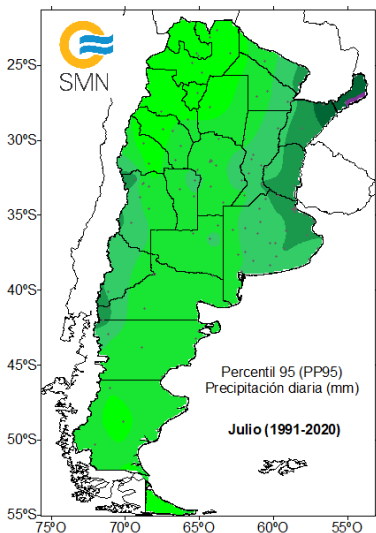 SMN
25°S
30°S
35°S
40°S
45°S
50°S
55°S
Percentil 95 (PP95)
Precipitación diaria (mm)
Julio (1991-2020)
75°O
70°O
65°O
60°O
55°O